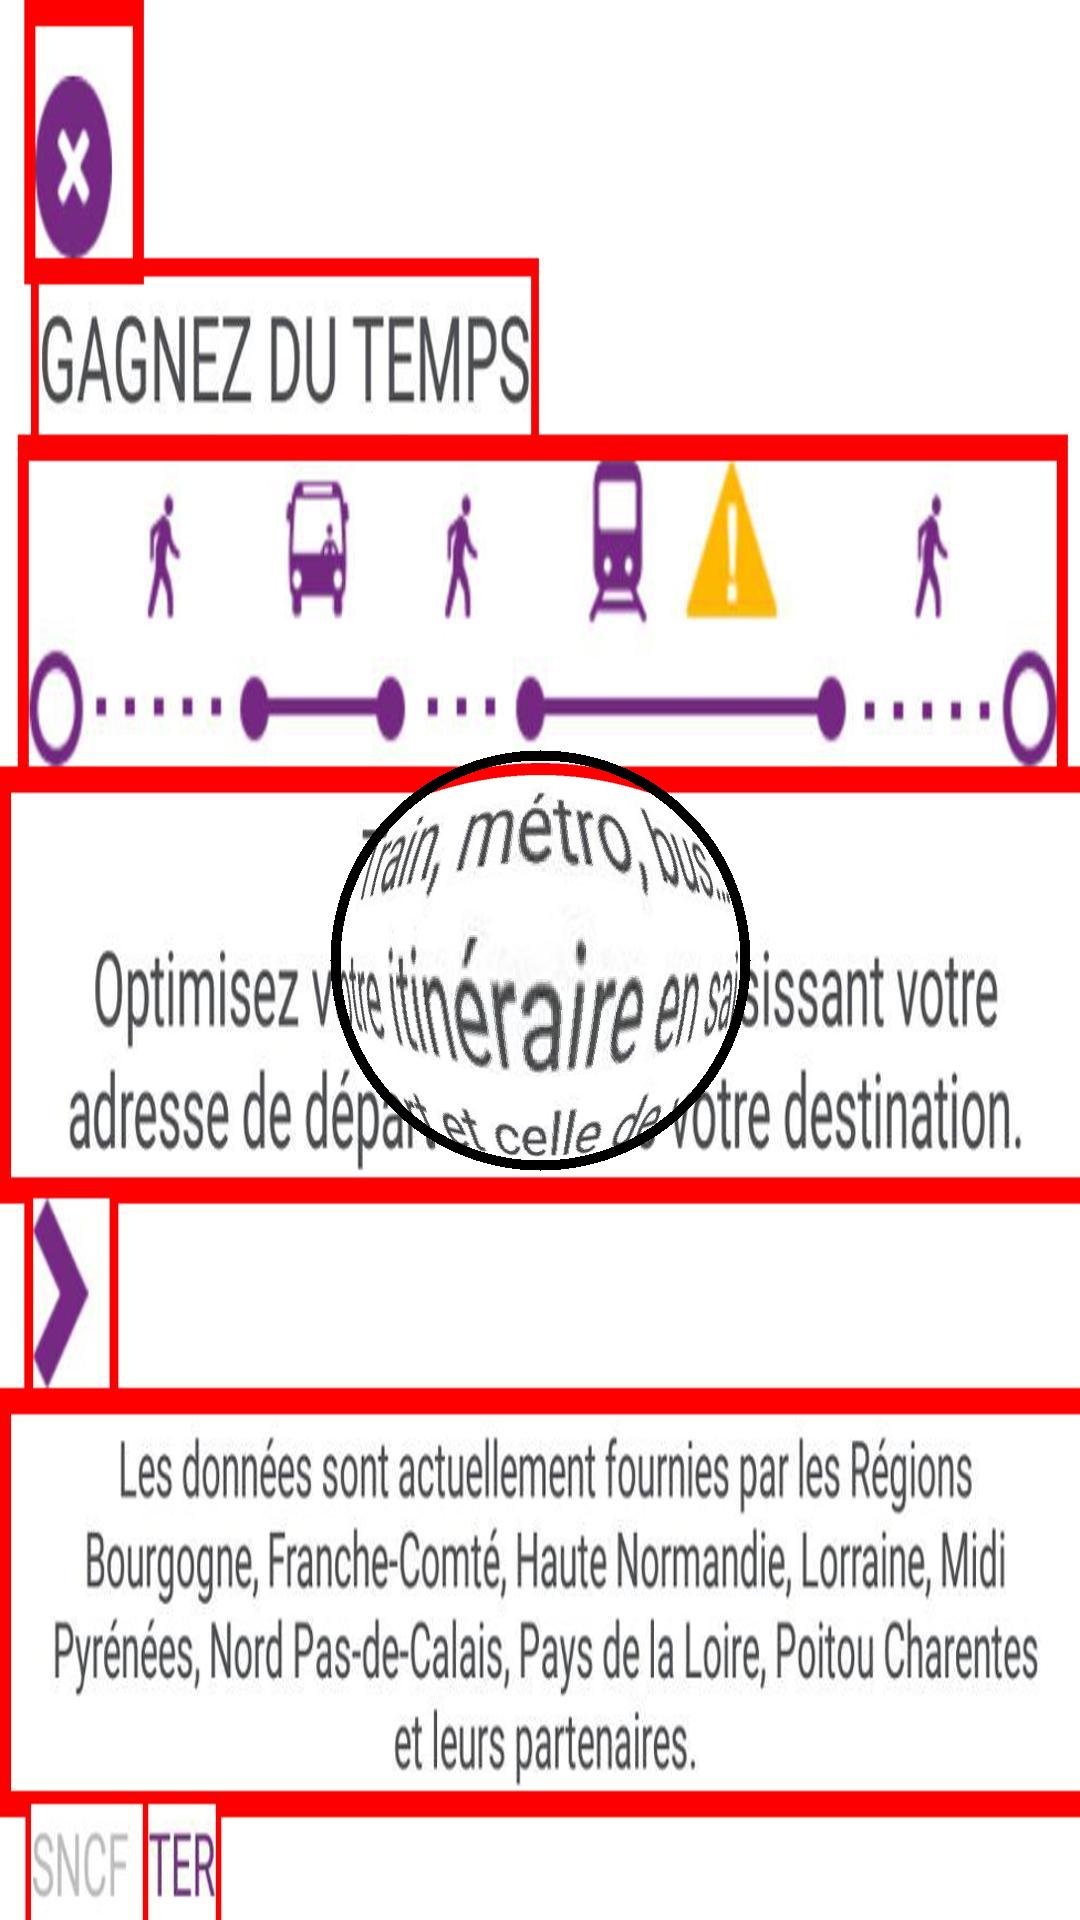 GAGNEZ DU TEMPS
Train, métro, bus...
Optimisez votre itinéraire en saisissant votre
adresse de départ et celle de votre destination.
Les données sont actuellement fournies par les Régions
Bourgogne, Franche-Comté, Haute Normandie, Lorraine, Midi
Pyrénées, Nord Pas-de-Calais, Pays de la Loire, Poitou Charentes
et leurs partenaires.
SNCF TER